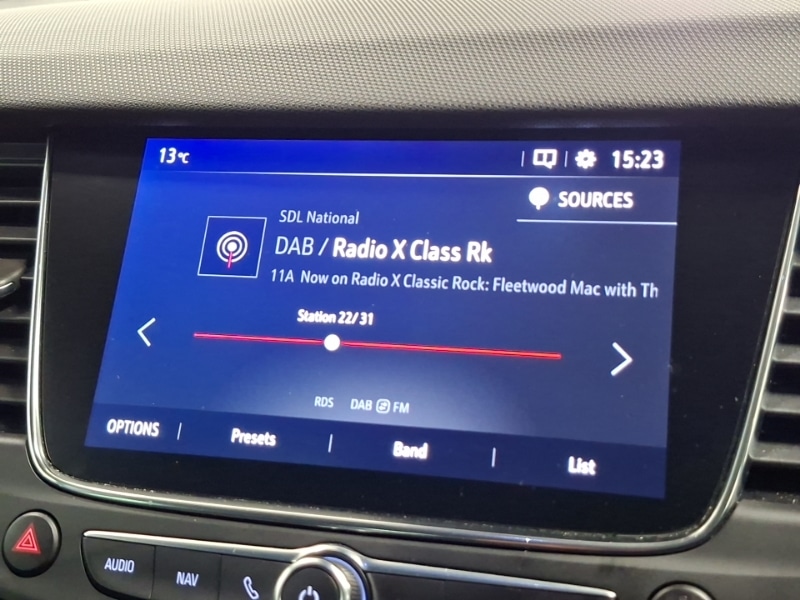 13°C 15:23
SOURCES
SDL National
DAB / Radio X Class Rk
11A Now on Radio X Classic Rock: Fleetwood Mac with Th
Station 22/31
RDS DAB FM
OPTIONS | Presets | Band | List
AUDIO NAV